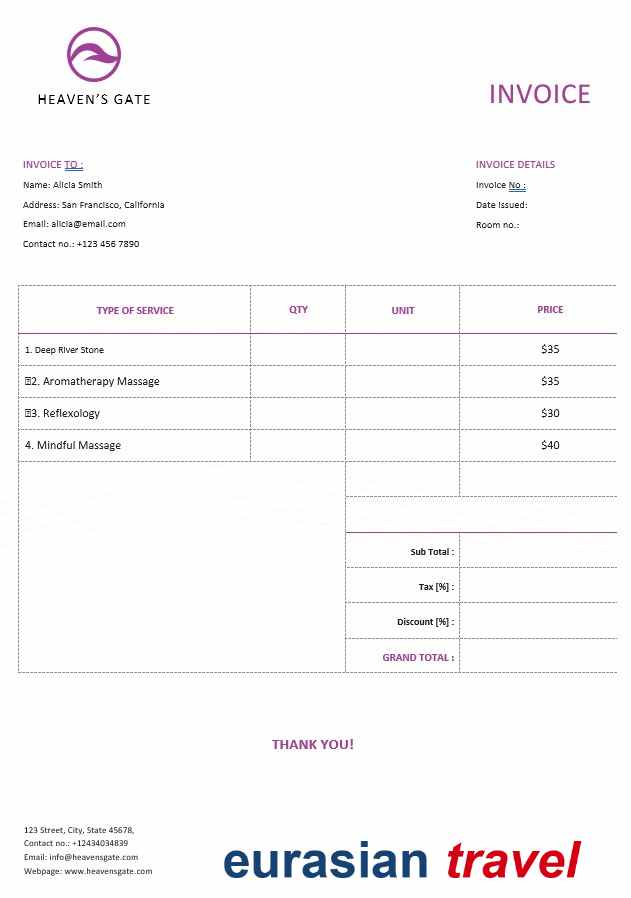 HEAVEN'S GATE
INVOICE
INVOICE TO :
Name: Alicia Smith
Address: San Francisco, California
Email: alicia@email.com
Contact no.: +123 456 7890
INVOICE DETAILS
Invoice No :
Date Issued:
Room no.:
TYPE OF SERVICE QTY UNIT PRICE
1. Deep River Stone $35
2. Aromatherapy Massage $35
3. Reflexology $30
4. Mindful Massage $40
Sub Total :
Tax [%] :
Discount [%] :
GRAND TOTAL :
THANK YOU!
123 Street, City, State 45678,
Contact no.: +12434034839
Email: info@heavensgate.com
Webpage: www.heavensgate.com
eurasian travel